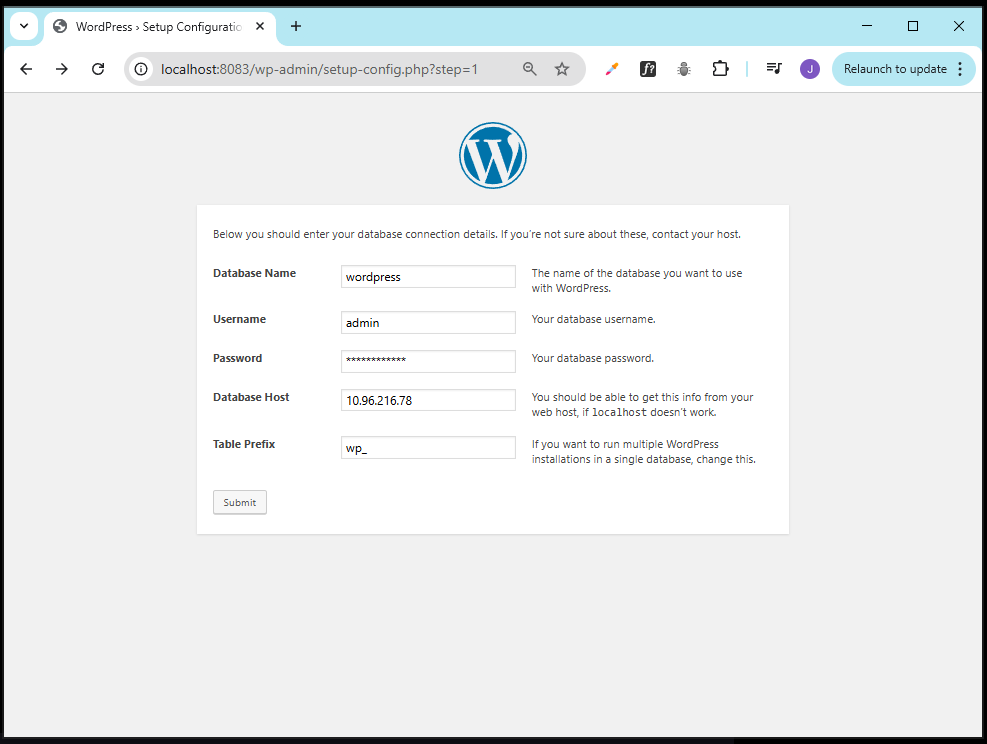 WordPress › Setup Configuratio
localhost:8083/wp-admin/setup-config.php?step=1
f?
J
Relaunch to update
W
Below you should enter your database connection details. If you're not sure about these, contact your host.
Database Name
wordpress
The name of the database you want to use
with WordPress.
Username
admin
Your database username.
Password
************
Your database password.
Database Host
10.96.216.78
You should be able to get this info from your
web host, if localhost doesn't work.
Table Prefix
wp_
If you want to run multiple WordPress
installations in a single database, change this.
Submit